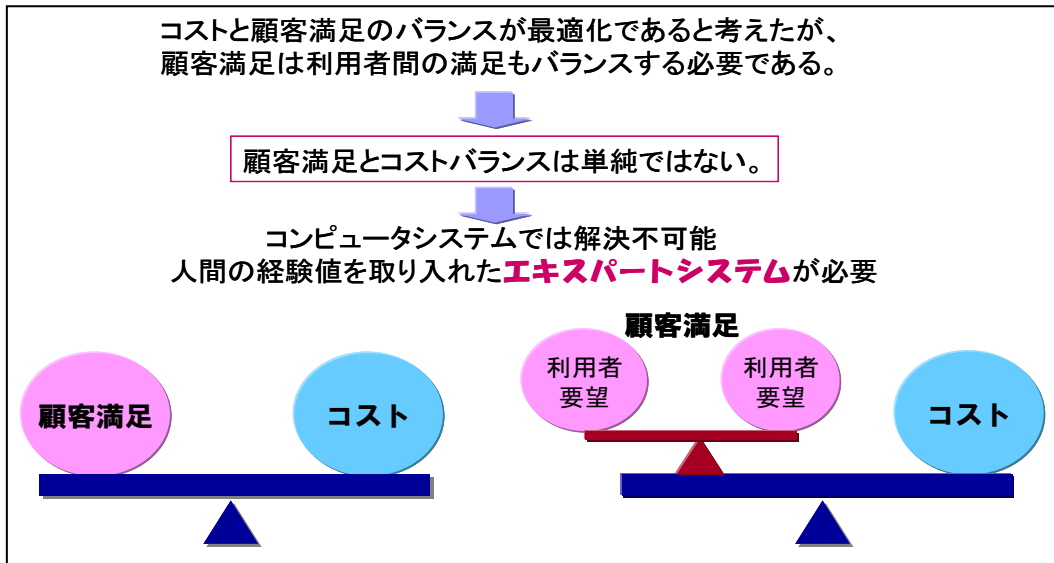 コストと顧客満足のバランスが最適化であると考えたが、
顧客満足は利用者間の満足もバランスする必要である。
顧客満足とコストバランスは単純ではない。
コンピュータシステムでは解決不可能
人間の経験値を取り入れたエキスパートシステムが必要
顧客満足
コスト
顧客満足
利用者
要望
利用者
要望
コスト